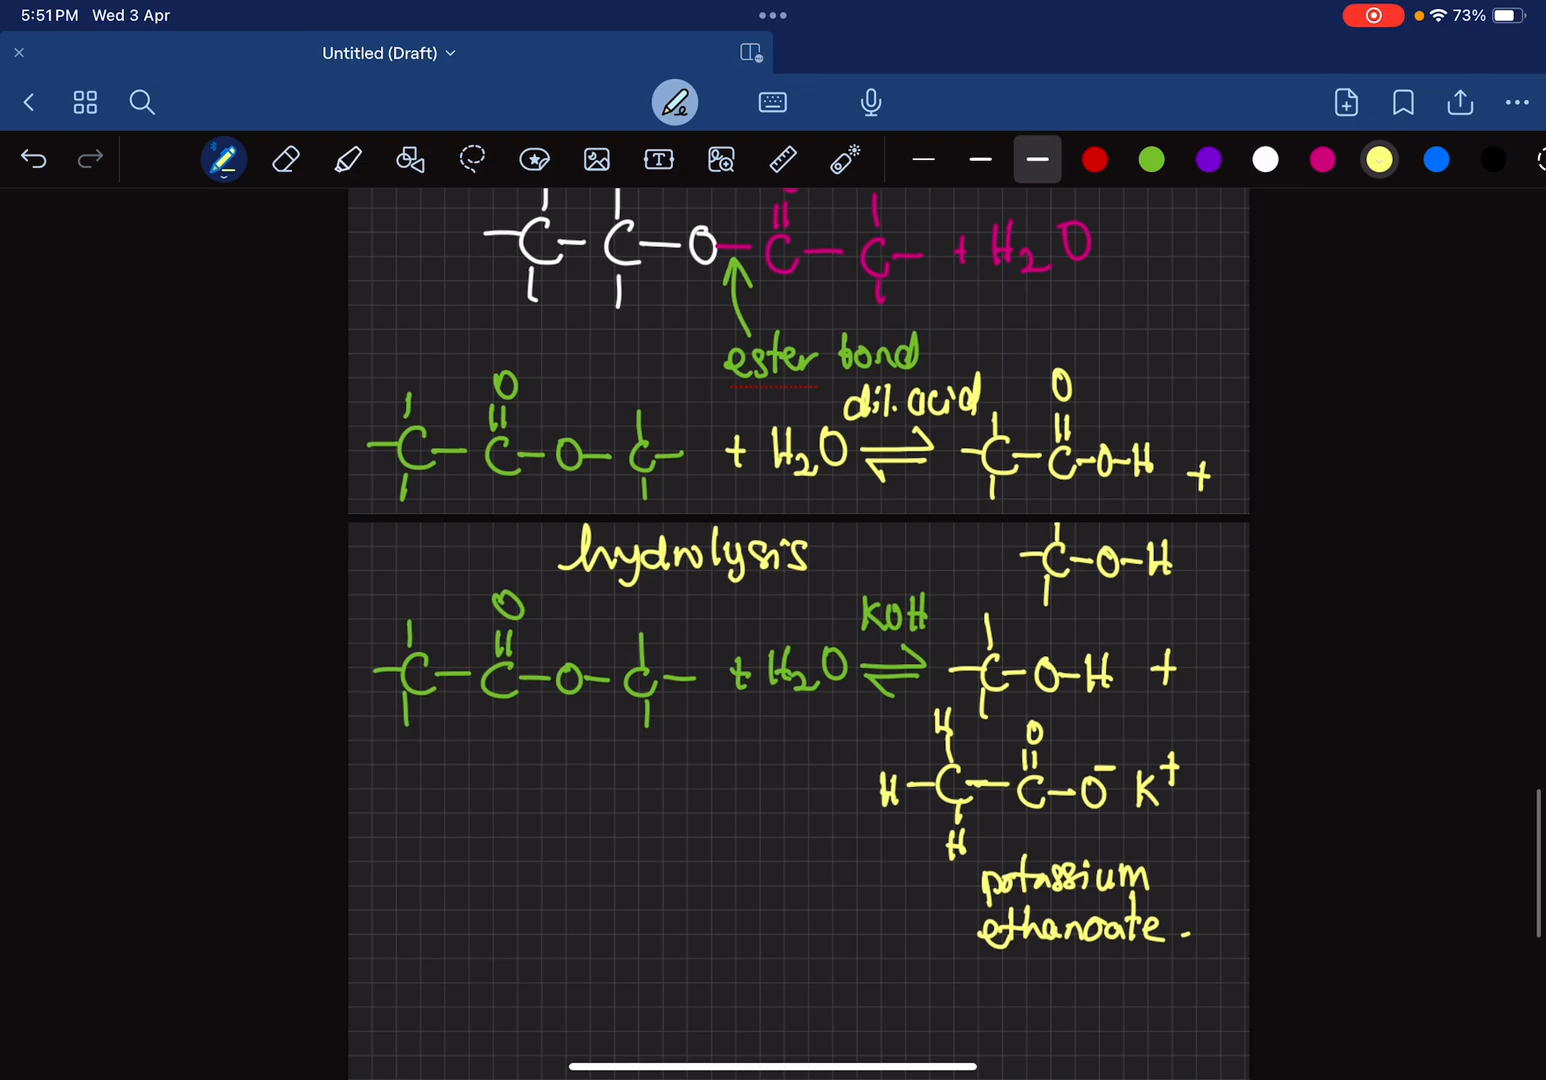 5:51 PM Wed 3 Apr
73%
Untitled (Draft)
T
C – C – O – C – C – + H2O
ester bond
O
dil. acid
O
– C – C – O – C – + H2O ⇌ – C – C – O – H +
hydrolysis
– C – O – H
O
KOH
– C – C – O – C – + H2O ⇌ – C – O – H +
H
O
H – C – C – O⁻ K⁺
H
potassium
ethanoate.